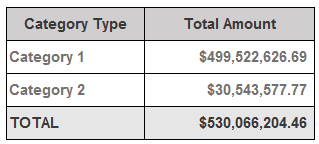 Category Type Total Amount
Category 1 $499,522,626.69
Category 2 $30,543,577.77
TOTAL $530,066,204.46